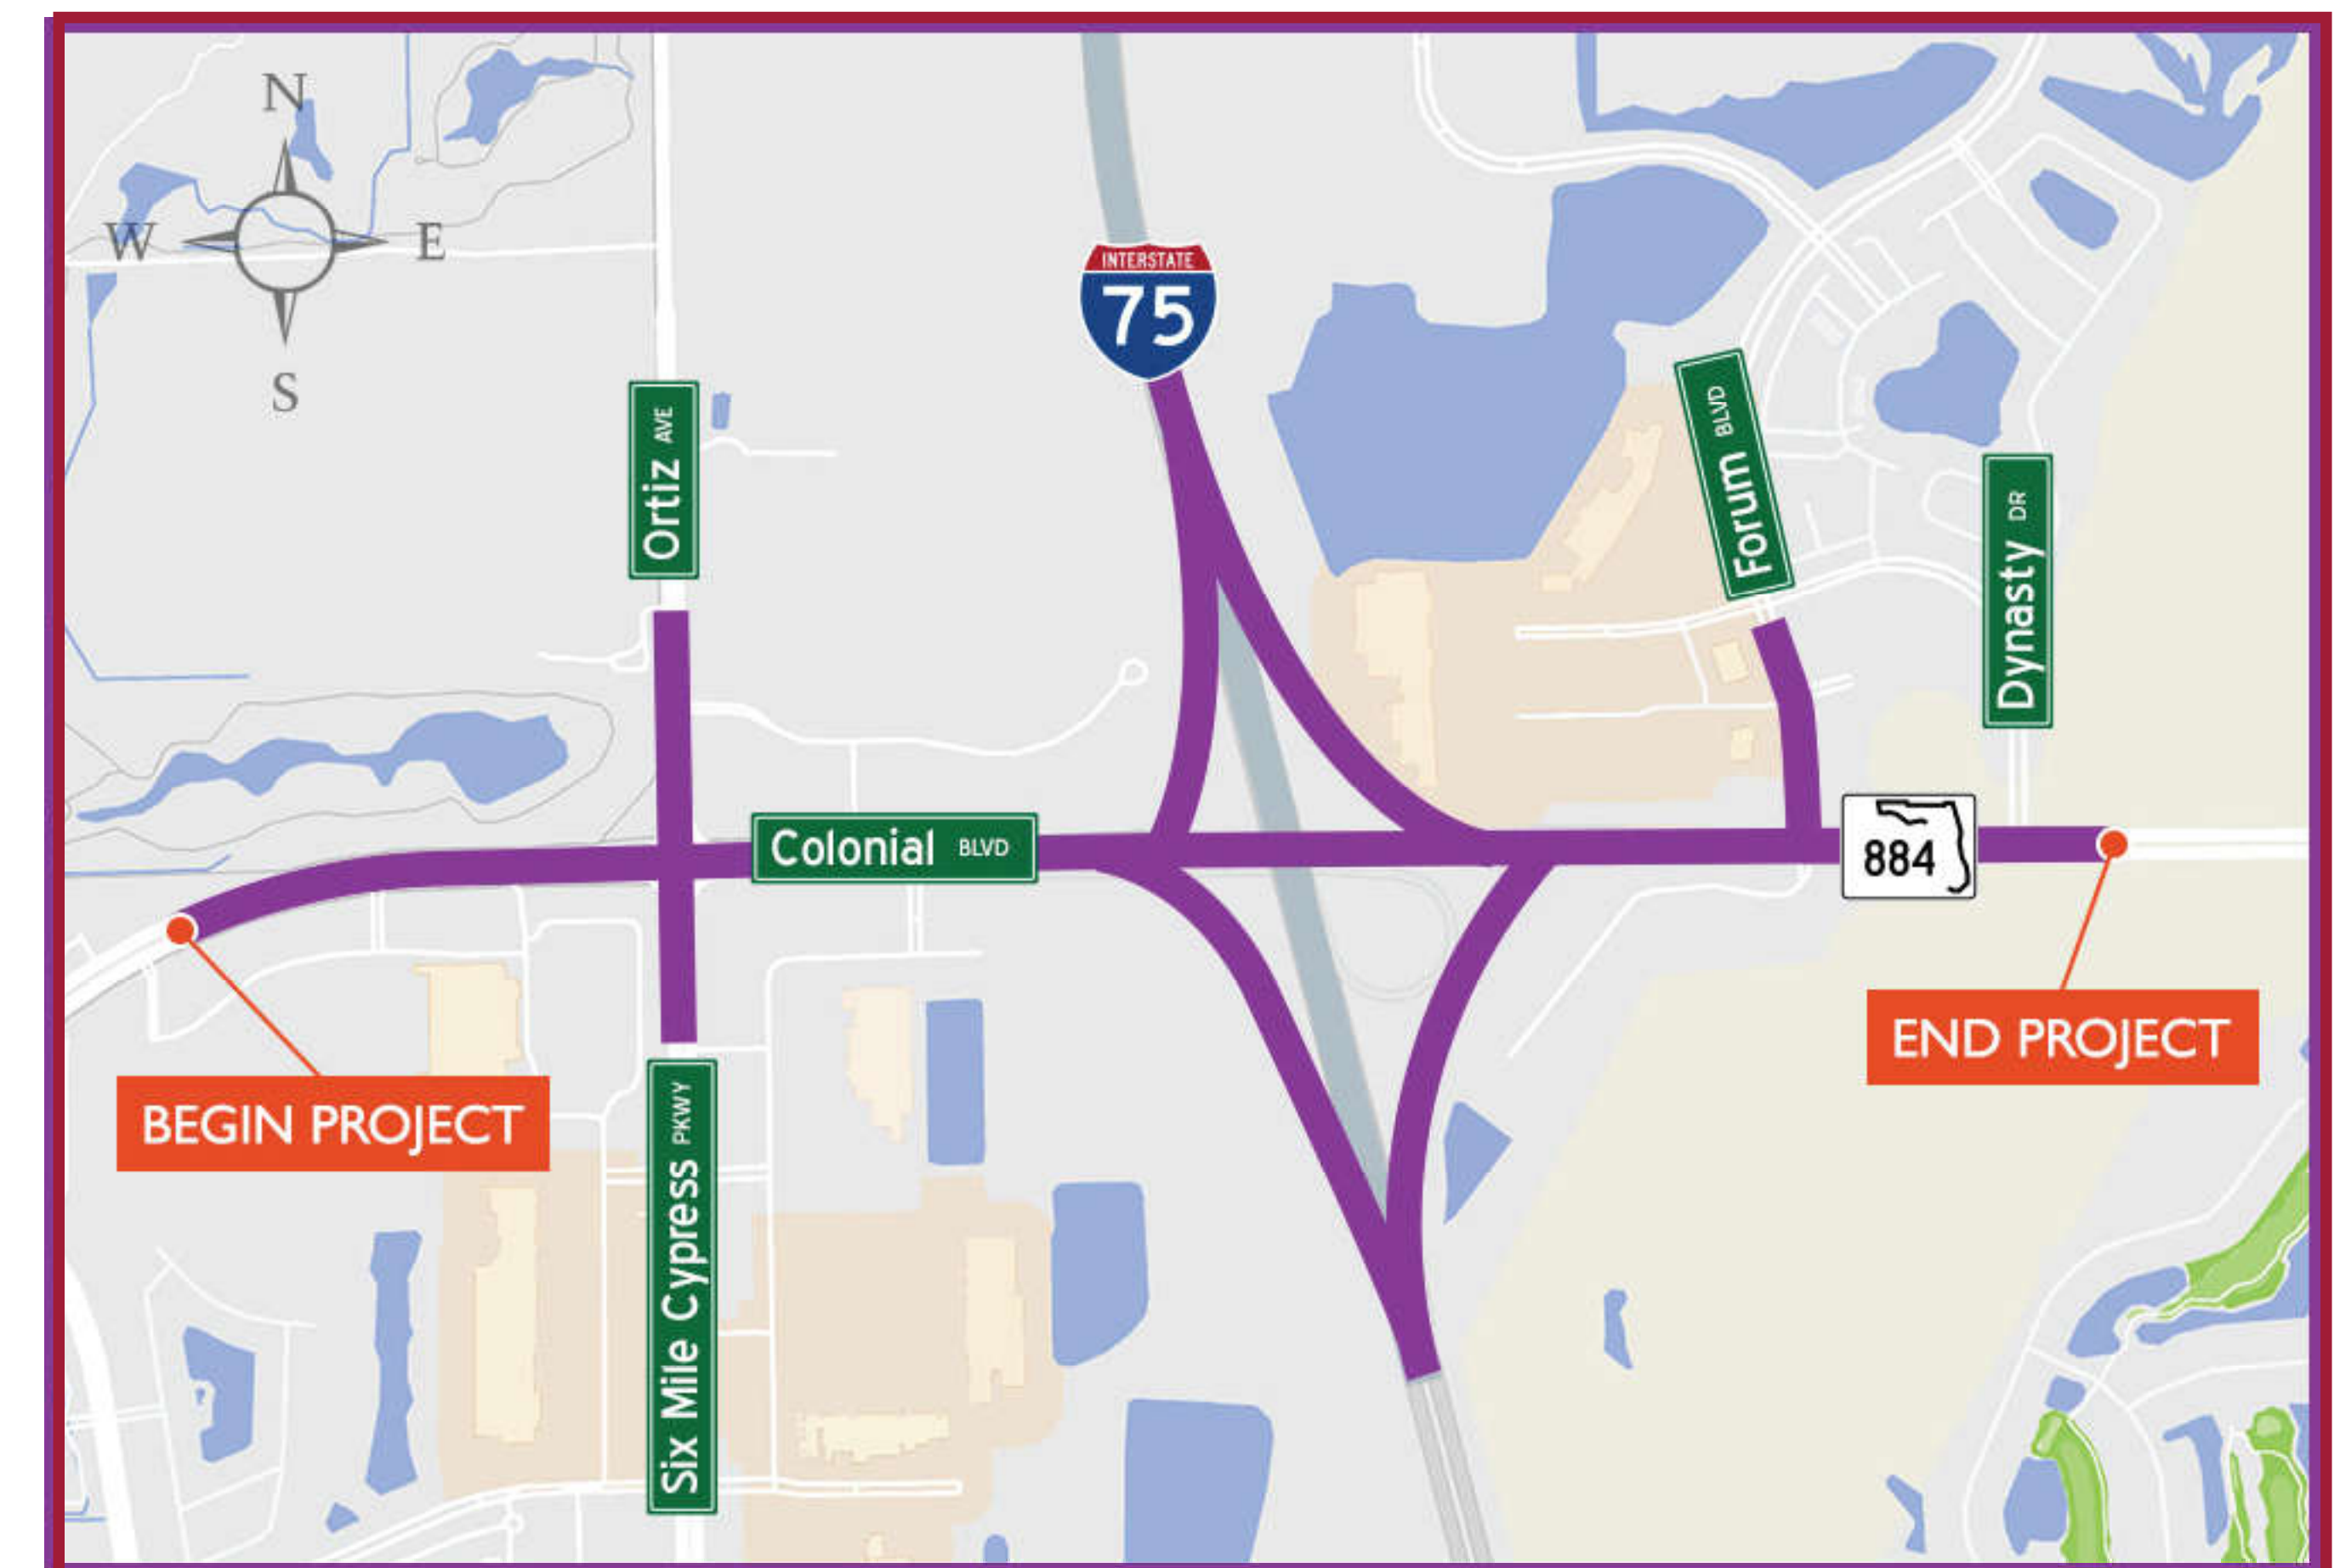 N
W
E
S
INTERSTATE
75
Ortiz AVE
Forum BLVD
Dynasty DR
Colonial BLVD
884
BEGIN PROJECT
END PROJECT
Six Mile Cypress PKWY